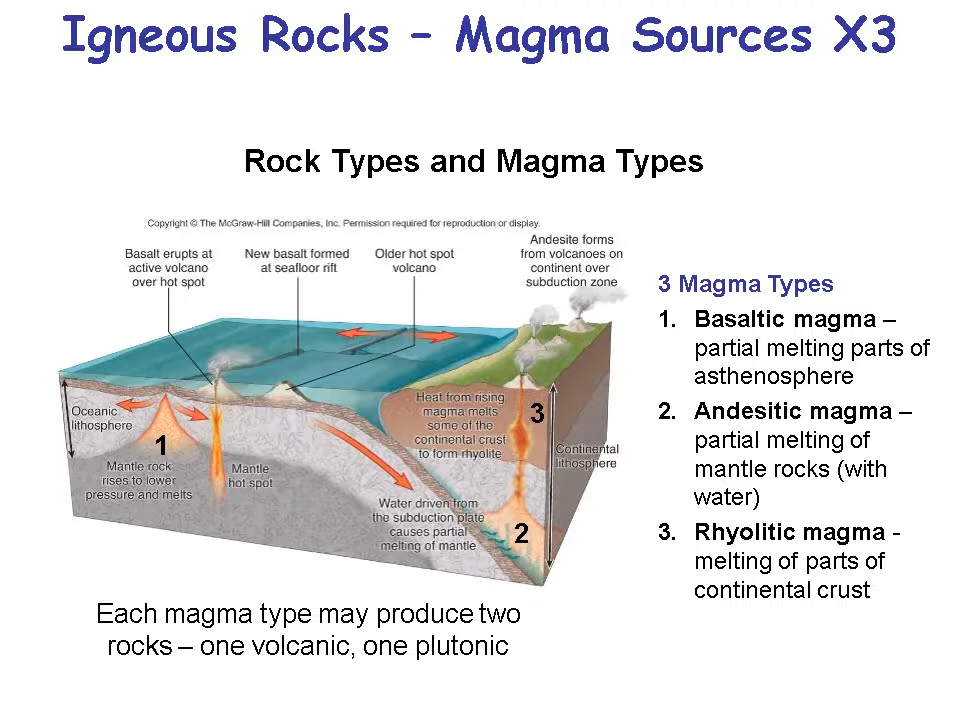 Igneous Rocks – Magma Sources X3
Rock Types and Magma Types
Copyright © The McGraw-Hill Companies, Inc. Permission required for reproduction or display.
Basalt erupts at
active volcano
over hot spot
New basalt formed
at seafloor rift
Older hot spot
volcano
Andesite forms
from volcanoes on
continent over
subduction zone
Oceanic
lithosphere
1
Mantle rock
rises to lower
pressure and melts
Mantle
hot spot
Heat from rising
magma melts
some of the
continental crust
to form rhyolite
3
Continental
lithosphere
Water driven from
the subduction plate
causes partial
melting of mantle
2
3 Magma Types
1. Basaltic magma –
partial melting parts of
asthenosphere
2. Andesitic magma –
partial melting of
mantle rocks (with
water)
3. Rhyolitic magma -
melting of parts of
continental crust
Each magma type may produce two
rocks – one volcanic, one plutonic